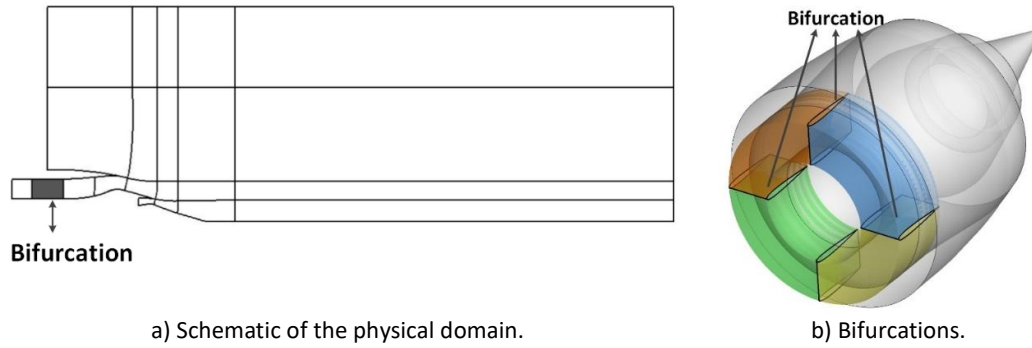 Bifurcation
Bifurcation
a) Schematic of the physical domain.
b) Bifurcations.